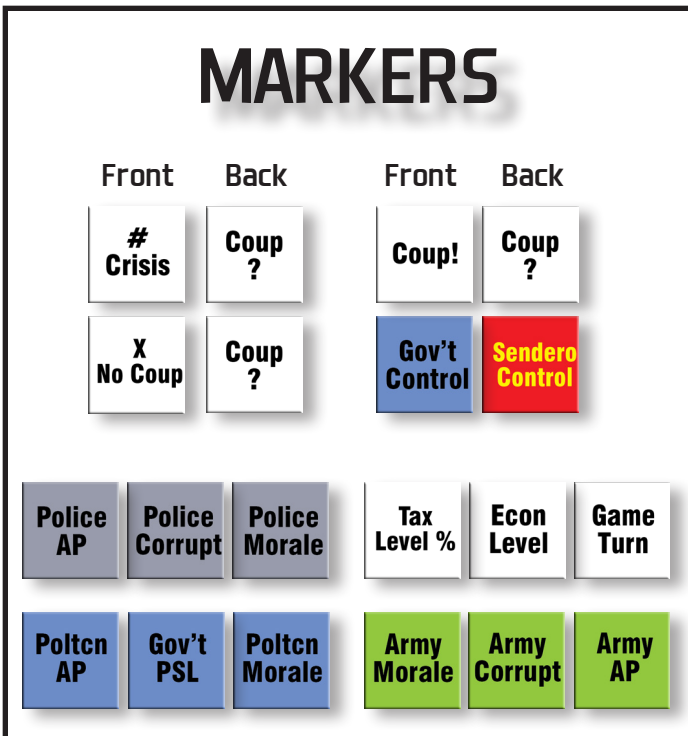 MARKERS
Front Back Front Back
#
Crisis
Coup
?
Coup!
Coup
?
X
No Coup
Coup
?
Gov't
Control
Sendero
Control
Police
AP
Police
Corrupt
Police
Morale
Tax
Level %
Econ
Level
Game
Turn
Poltcn
AP
Gov't
PSL
Poltcn
Morale
Army
Morale
Army
Corrupt
Army
AP